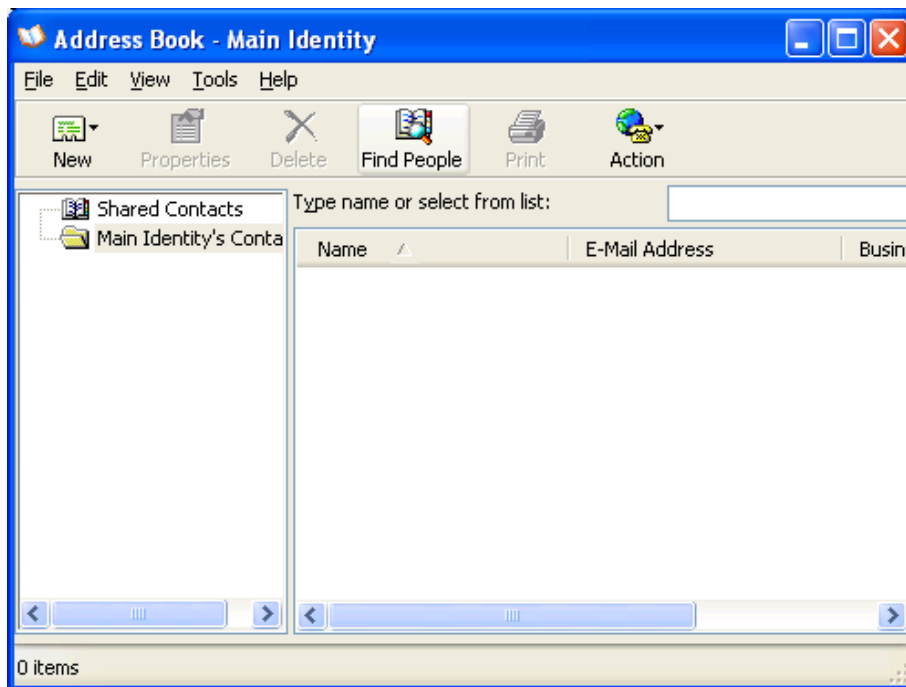 Address Book - Main Identity
File Edit View Tools Help
New Properties Delete Find People Print Action
Shared Contacts
Main Identity's Conta
Type name or select from list:
Name E-Mail Address Busin
0 items